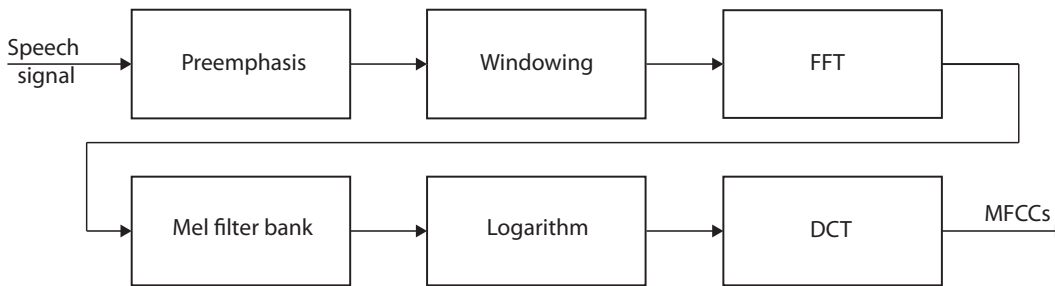 Speech
signal
Preemphasis
Windowing
FFT
Mel filter bank
Logarithm
DCT
MFCCs